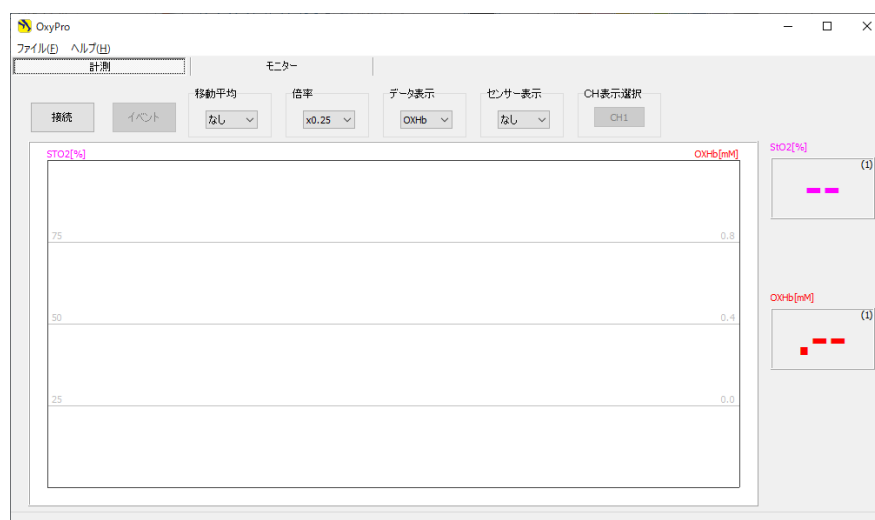 OxyPro
ファイル(F) ヘルプ(H)
計測 モニター
移動平均 倍率 データ表示 センサー表示 CH表示選択
接続 イベント なし x0.25 OXHb なし CH1
STO2[%] OXHb[mM] StO2[%]
(1)
--
75 0.8
OXHb[mM]
50 0.4 (1)
.--
25 0.0